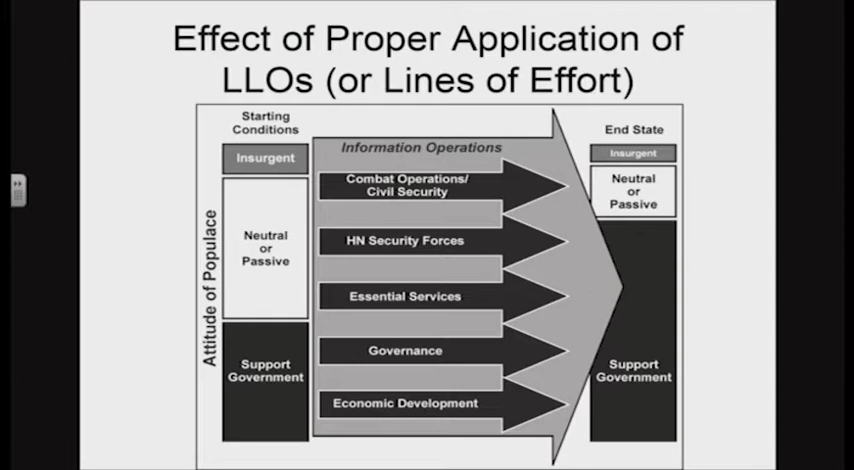 Effect of Proper Application of
LLOs (or Lines of Effort)
Starting
Conditions
Insurgent
Neutral
or
Passive
Support
Government
Attitude of Populace
Information Operations
Combat Operations/
Civil Security
HN Security Forces
Essential Services
Governance
Economic Development
End State
Insurgent
Neutral
or
Passive
Support
Government